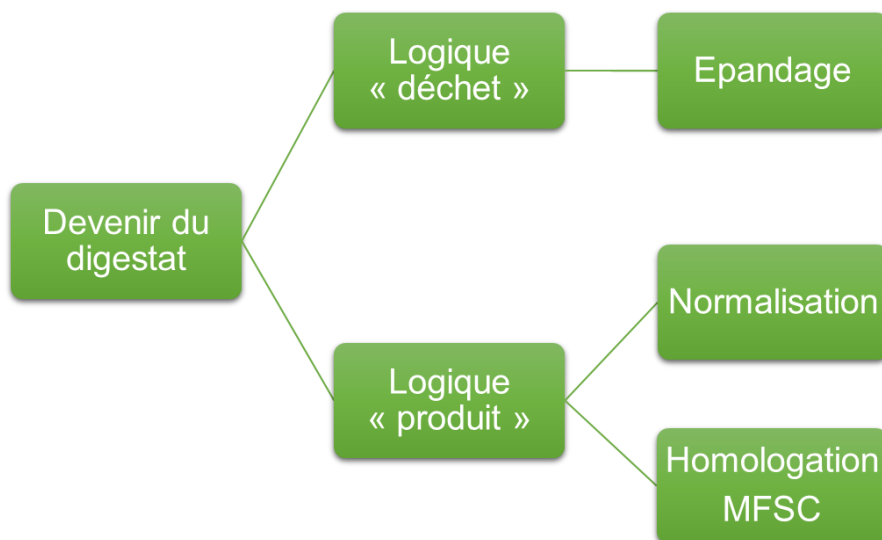 Devenir du
digestat
Logique
« déchet »
Epandage
Logique
« produit »
Normalisation
Homologation
MFSC